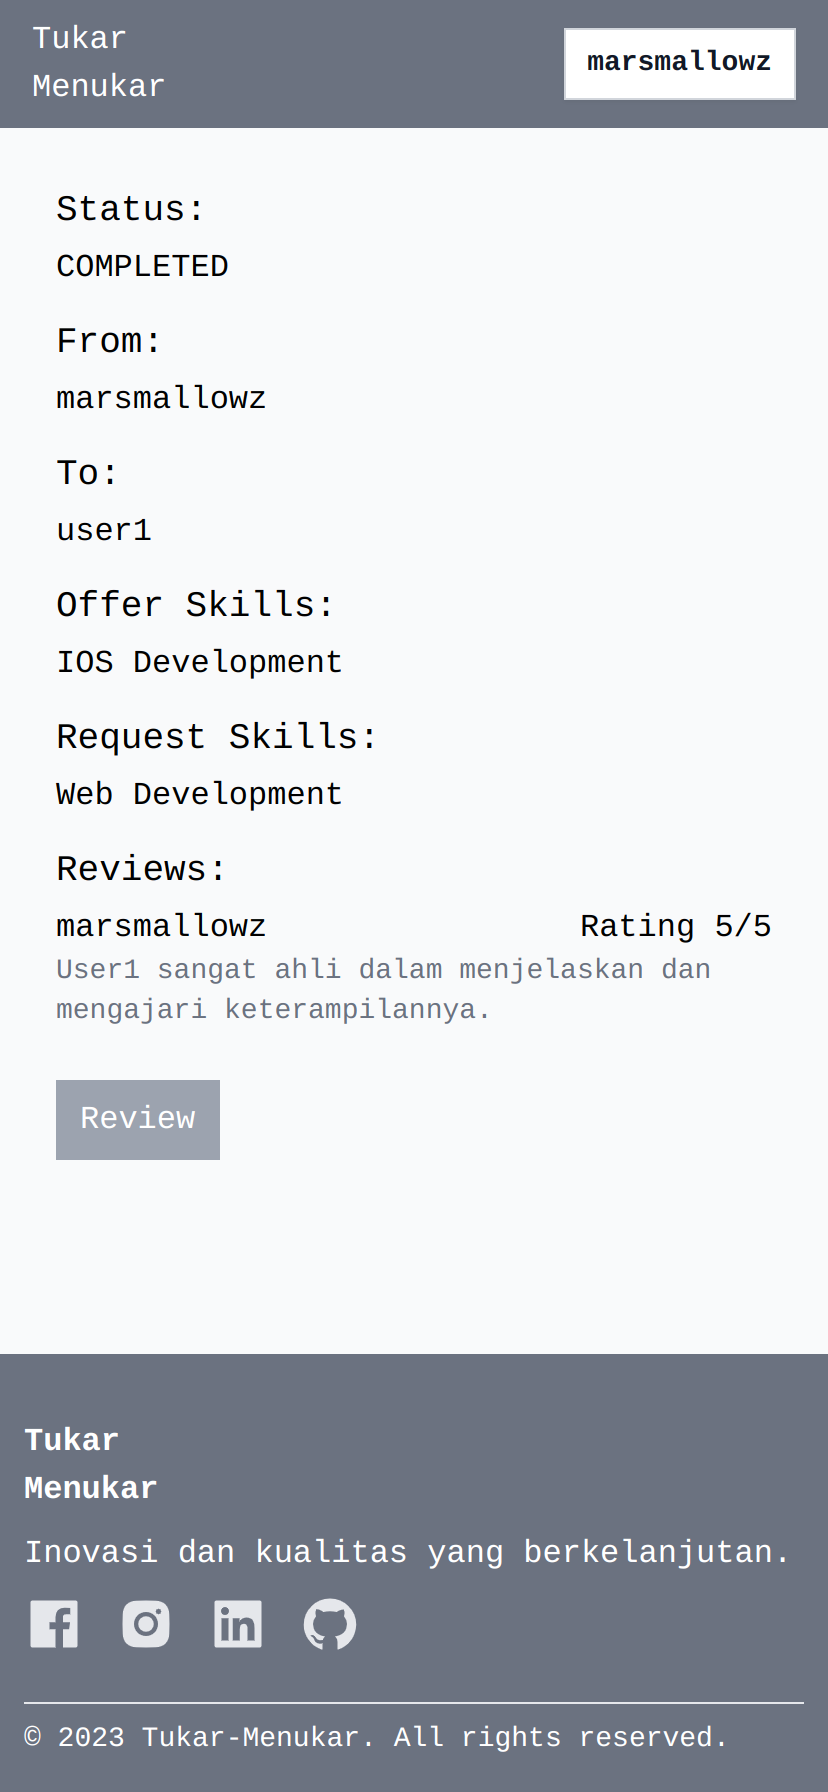 Tukar
Menukar
marsmallowz
Status:
COMPLETED
From:
marsmallowz
To:
user1
Offer Skills:
IOS Development
Request Skills:
Web Development
Reviews:
marsmallowz Rating 5/5
User1 sangat ahli dalam menjelaskan dan
mengajari keterampilannya.
Review
Tukar
Menukar
Inovasi dan kualitas yang berkelanjutan.
© 2023 Tukar-Menukar. All rights reserved.